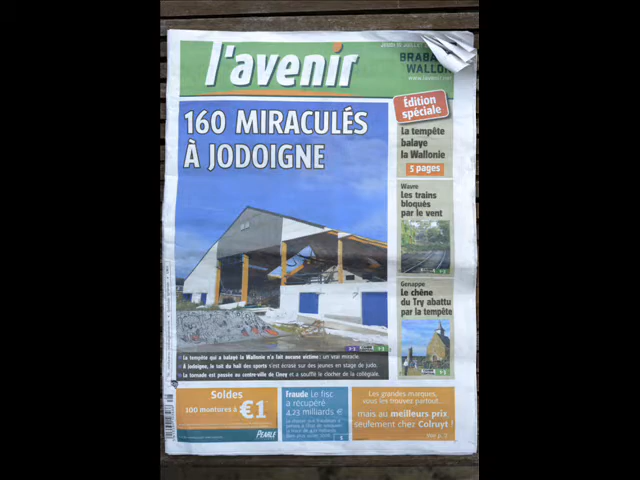 l'avenir
JEUDI 15 JUILLET
BRABANT
WALLON
160 MIRACULÉS
À JODOIGNE
Édition
spéciale
La tempête
balaye
la Wallonie
5 pages
Wavre
Les trains
bloqués
par le vent
Genappe
Le chêne
du Try abattu
par la tempête
La tempête qui a balayé la Wallonie n'a fait aucune victime : un vrai miracle.
À Jodoigne, le toit du hall des sports s'est écrasé sur des jeunes en stage de judo.
La tornade est passée au centre-ville de Ciney et a soufflé le clocher de la collégiale.
Soldes
100 montures à €1
PEARLE
Fraude Le fisc
a récupéré
4,23 milliards €
Les grandes marques,
vous les trouvez partout...
mais au meilleurs prix
seulement chez Colruyt !